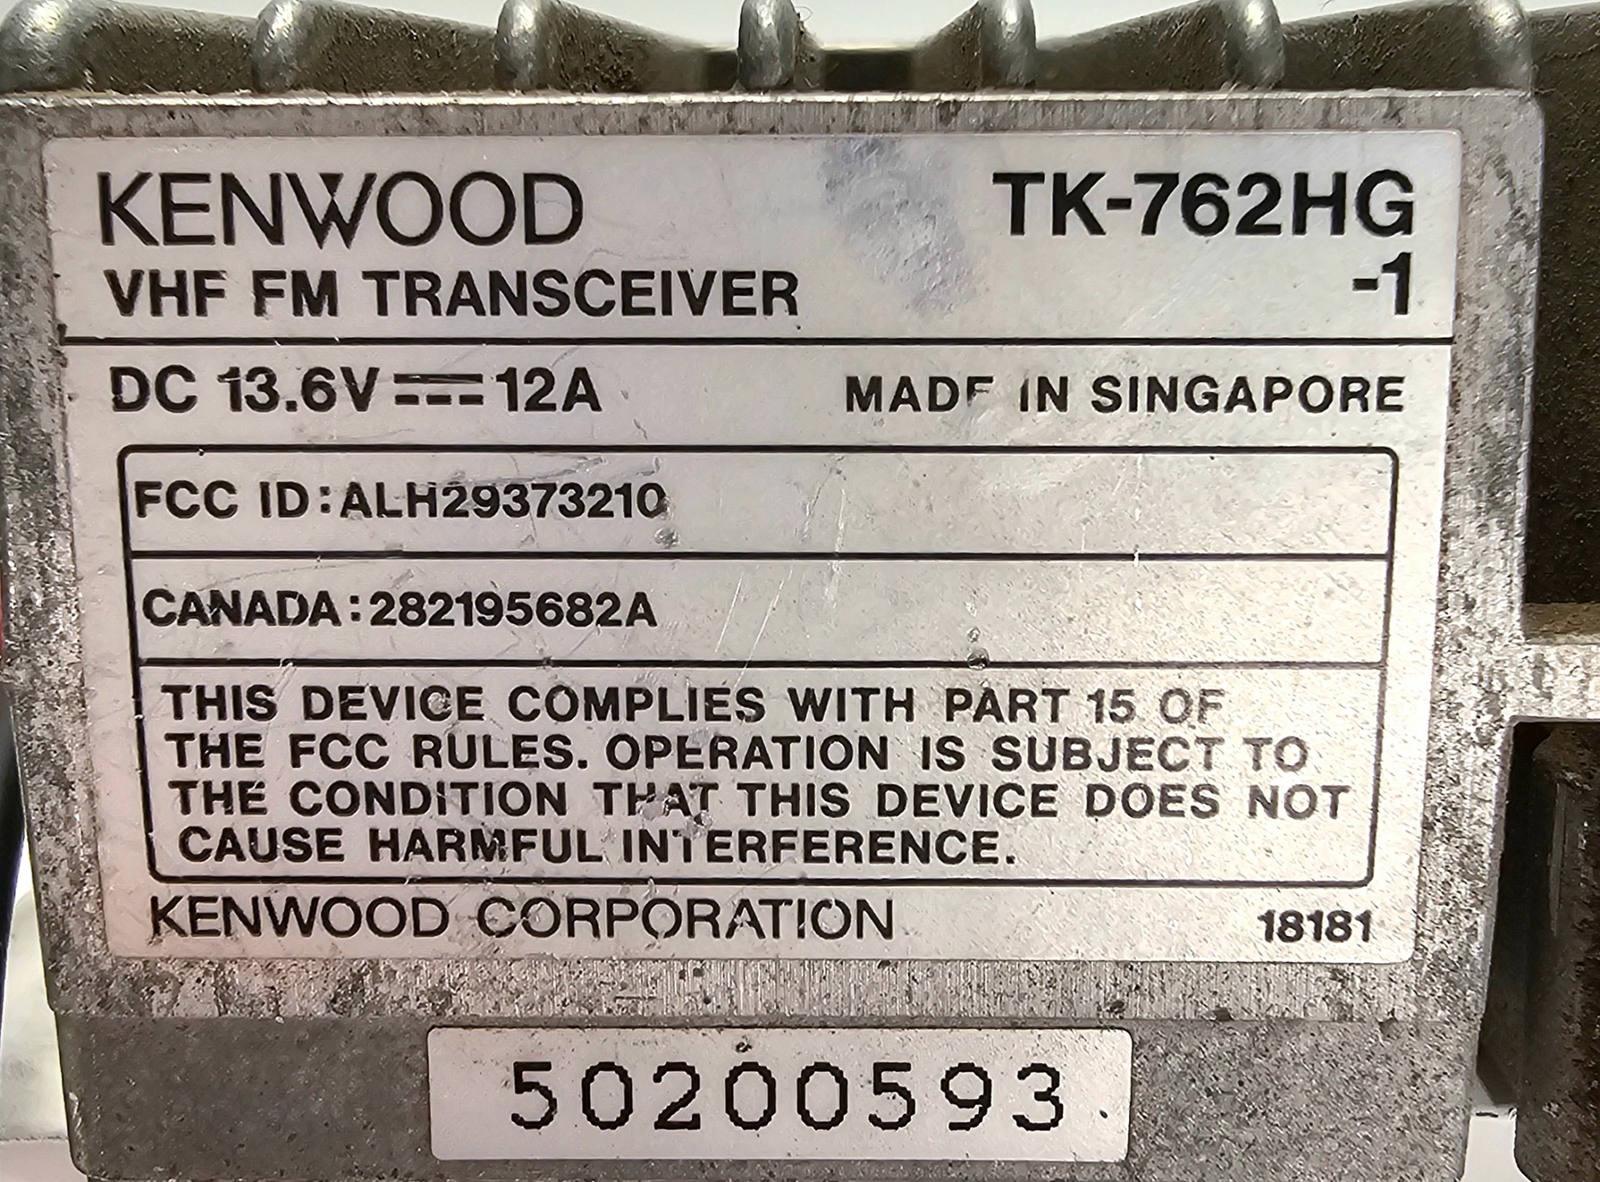 KENWOOD TK-762HG
VHF FM TRANSCEIVER -1
DC 13.6V ⎓ 12A MADE IN SINGAPORE
FCC ID:ALH29373210
CANADA:282195682A
THIS DEVICE COMPLIES WITH PART 15 OF
THE FCC RULES. OPERATION IS SUBJECT TO
THE CONDITION THAT THIS DEVICE DOES NOT
CAUSE HARMFUL INTERFERENCE.
KENWOOD CORPORATION 18181
50200593